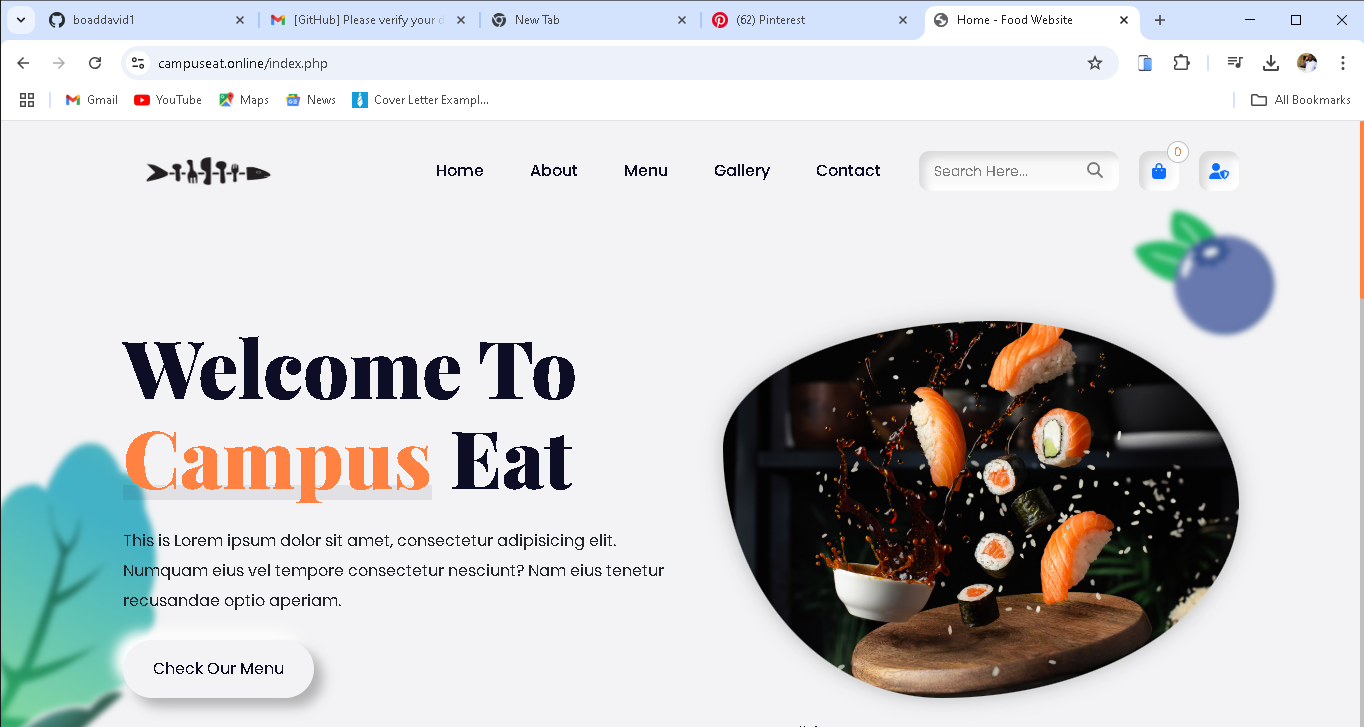 boaddavid1
[GitHub] Please verify your d
New Tab
(62) Pinterest
Home - Food Website
campuseat.online/index.php
Gmail
YouTube
Maps
News
Cover Letter Exampl...
All Bookmarks
Home
About
Menu
Gallery
Contact
Search Here...
0
Welcome To
Campus Eat
This is Lorem ipsum dolor sit amet, consectetur adipisicing elit.
Numquam eius vel tempore consectetur nesciunt? Nam eius tenetur
recusandae optio aperiam.
Check Our Menu